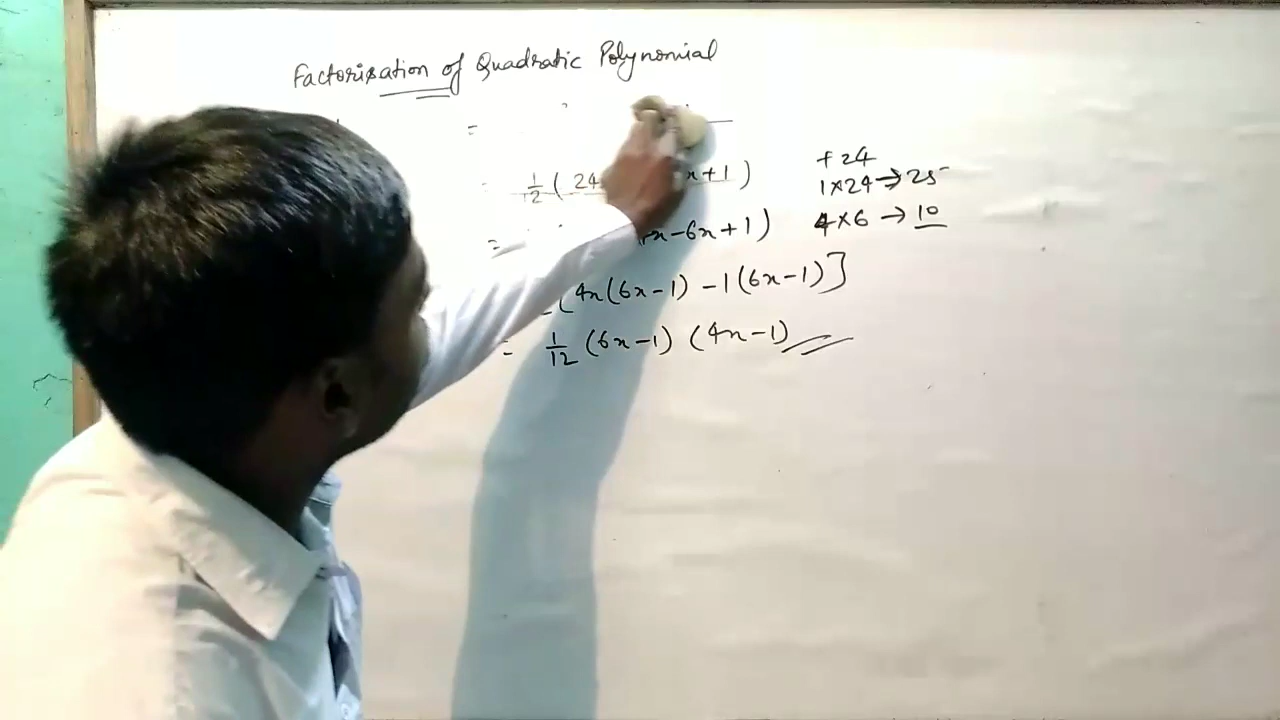 Factorization of Quadratic Polynomial
=
= 1/12 ( 24 x + 1 )
= x - 6x + 1 )
[ 4x (6x - 1) - 1 (6x - 1) ]
= 1/12 (6x - 1) (4x - 1)
+ 24
1 × 24 → 25
4 × 6 → 10